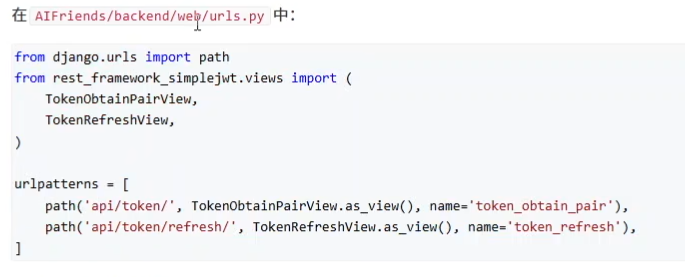 在 AIFriends/backend/web/urls.py 中：
from django.urls import path
from rest_framework_simplejwt.views import (
    TokenObtainPairView,
    TokenRefreshView,
)
urlpatterns = [
    path('api/token/', TokenObtainPairView.as_view(), name='token_obtain_pair'),
    path('api/token/refresh/', TokenRefreshView.as_view(), name='token_refresh'),
]